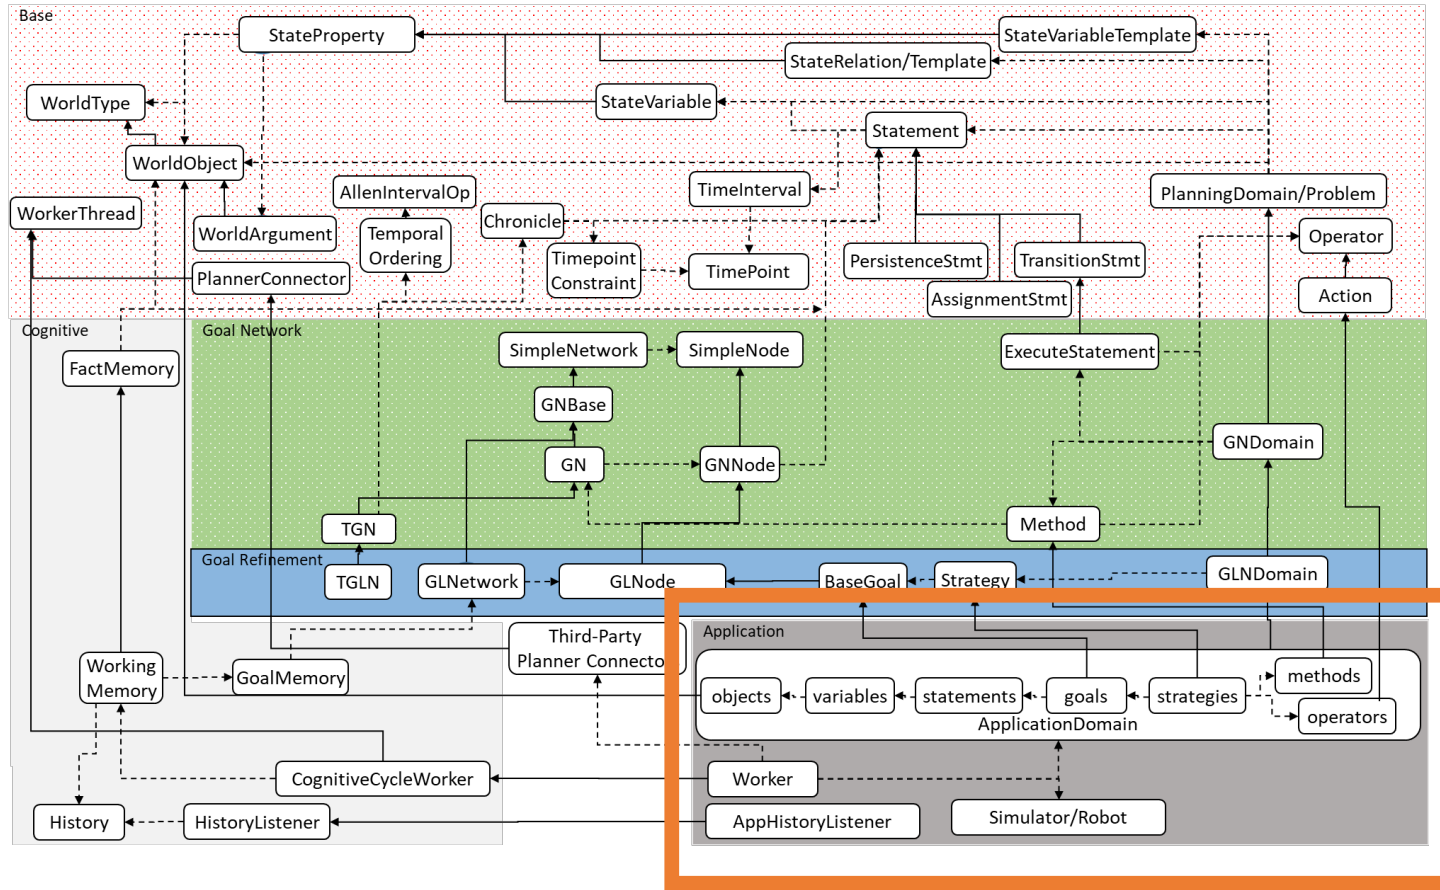 Base
StateProperty
StateVariableTemplate
StateRelation/Template
WorldType
StateVariable
Statement
WorldObject
AllenIntervalOp
TimeInterval
PlanningDomain/Problem
WorkerThread
WorldArgument
Temporal
Ordering
Chronicle
Operator
Timepoint
Constraint
TimePoint
PersistenceStmt
TransitionStmt
PlannerConnector
AssignmentStmt
Action
Cognitive
Goal Network
FactMemory
SimpleNetwork
SimpleNode
ExecuteStatement
GNBase
GNDomain
GN
GNNode
TGN
Method
Goal Refinement
TGLN
GLNetwork
GLNode
BaseGoal
Strategy
GLNDomain
Third-Party
Planner Connector
Application
Working
Memory
GoalMemory
objects
variables
statements
goals
strategies
methods
operators
ApplicationDomain
CognitiveCycleWorker
Worker
History
HistoryListener
AppHistoryListener
Simulator/Robot